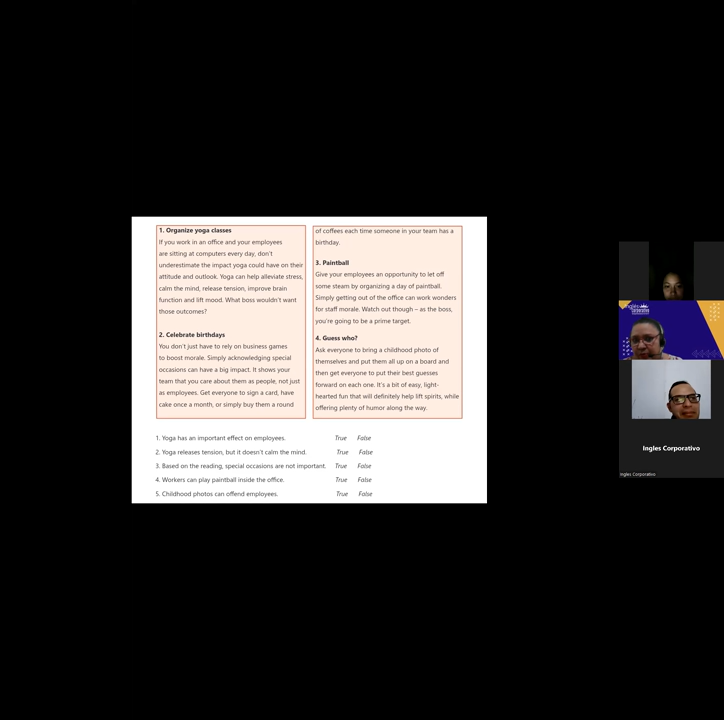 1. Organize yoga classes
If you work in an office and your employees
are sitting at computers every day, don't
underestimate the impact yoga could have on their
attitude and outlook. Yoga can help alleviate stress,
calm the mind, release tension, improve brain
function and lift mood. What boss wouldn't want
those outcomes?
2. Celebrate birthdays
You don't just have to rely on business games
to boost morale. Simply acknowledging special
occasions can have a big impact. It shows your
team that you care about them as people, not just
as employees. Get everyone to sign a card, have
cake once a month, or simply buy them a round
of coffees each time someone in your team has a
birthday.
3. Paintball
Give your employees an opportunity to let off
some steam by organizing a day of paintball.
Simply getting out of the office can work wonders
for staff morale. Watch out though – as the boss,
you're going to be a prime target.
4. Guess who?
Ask everyone to bring a childhood photo of
themselves and put them all up on a board and
then get everyone to put their best guesses
forward on each one. It's a bit of easy, light-
hearted fun that will definitely help lift spirits, while
offering plenty of humor along the way.
1. Yoga has an important effect on employees. True False
2. Yoga releases tension, but it doesn't calm the mind. True False
3. Based on the reading, special occasions are not important. True False
4. Workers can play paintball inside the office. True False
5. Childhood photos can offend employees. True False
Ingles Corporativo
Ingles Corporativo